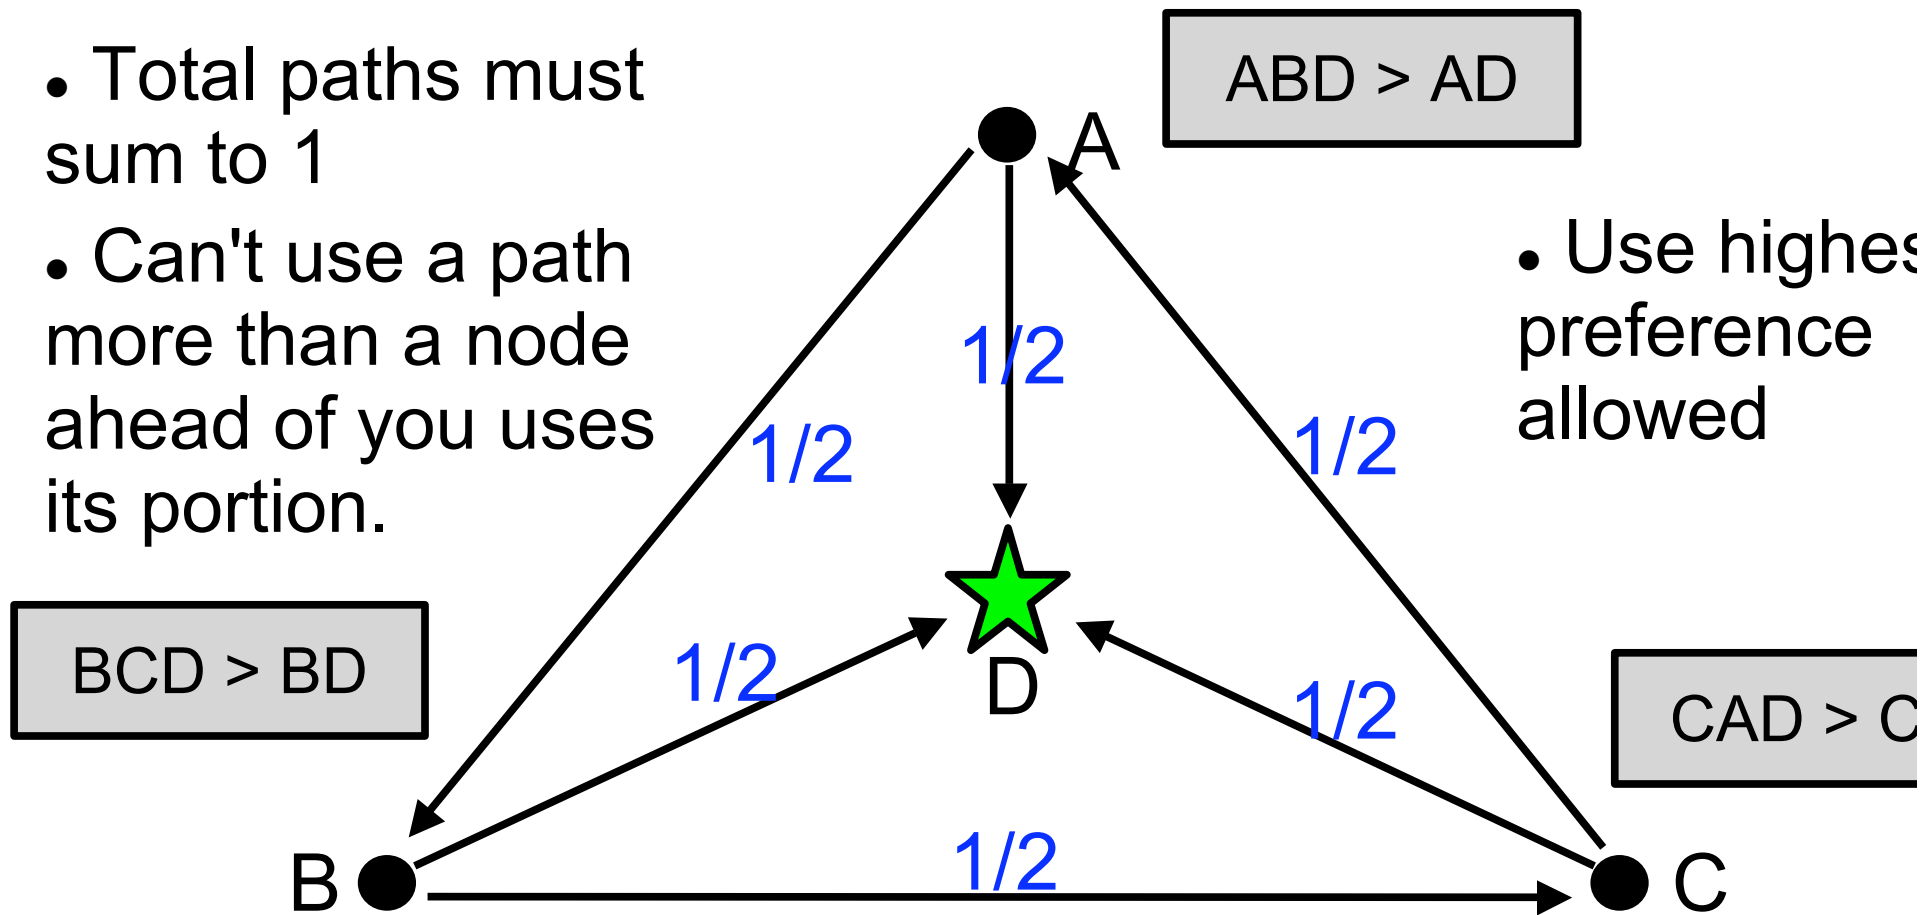 • Total paths must
sum to 1
• Can't use a path
more than a node
ahead of you uses
its portion.
ABD > AD
A
• Use highes
preference
allowed
1/2
1/2
1/2
BCD > BD
1/2
D
1/2
CAD > C
B
1/2
C